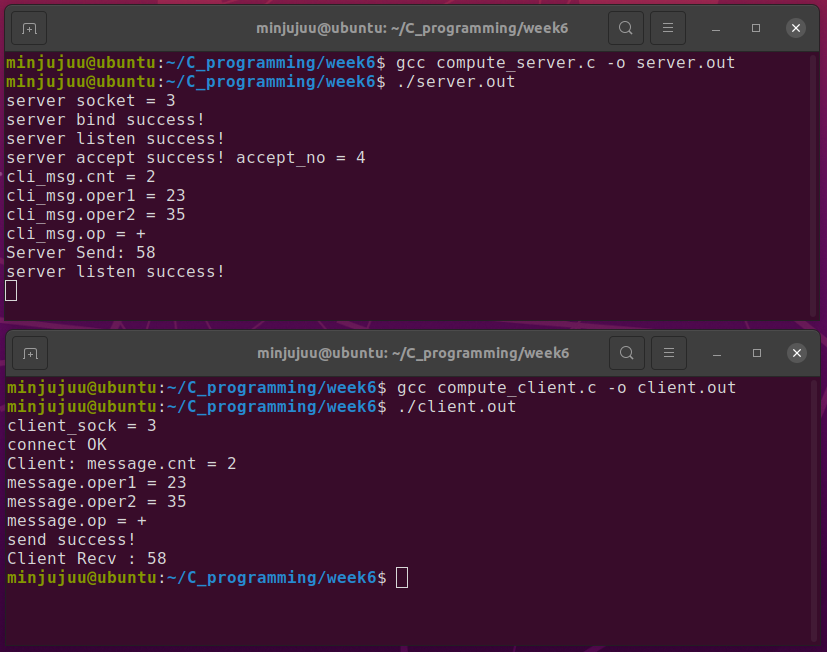 minjujuu@ubuntu: ~/C_programming/week6
minjujuu@ubuntu:~/C_programming/week6$ gcc compute_server.c -o server.out
minjujuu@ubuntu:~/C_programming/week6$ ./server.out
server socket = 3
server bind success!
server listen success!
server accept success! accept_no = 4
cli_msg.cnt = 2
cli_msg.oper1 = 23
cli_msg.oper2 = 35
cli_msg.op = +
Server Send: 58
server listen success!
minjujuu@ubuntu: ~/C_programming/week6
minjujuu@ubuntu:~/C_programming/week6$ gcc compute_client.c -o client.out
minjujuu@ubuntu:~/C_programming/week6$ ./client.out
client_sock = 3
connect OK
Client: message.cnt = 2
message.oper1 = 23
message.oper2 = 35
message.op = +
send success!
Client Recv : 58
minjujuu@ubuntu:~/C_programming/week6$